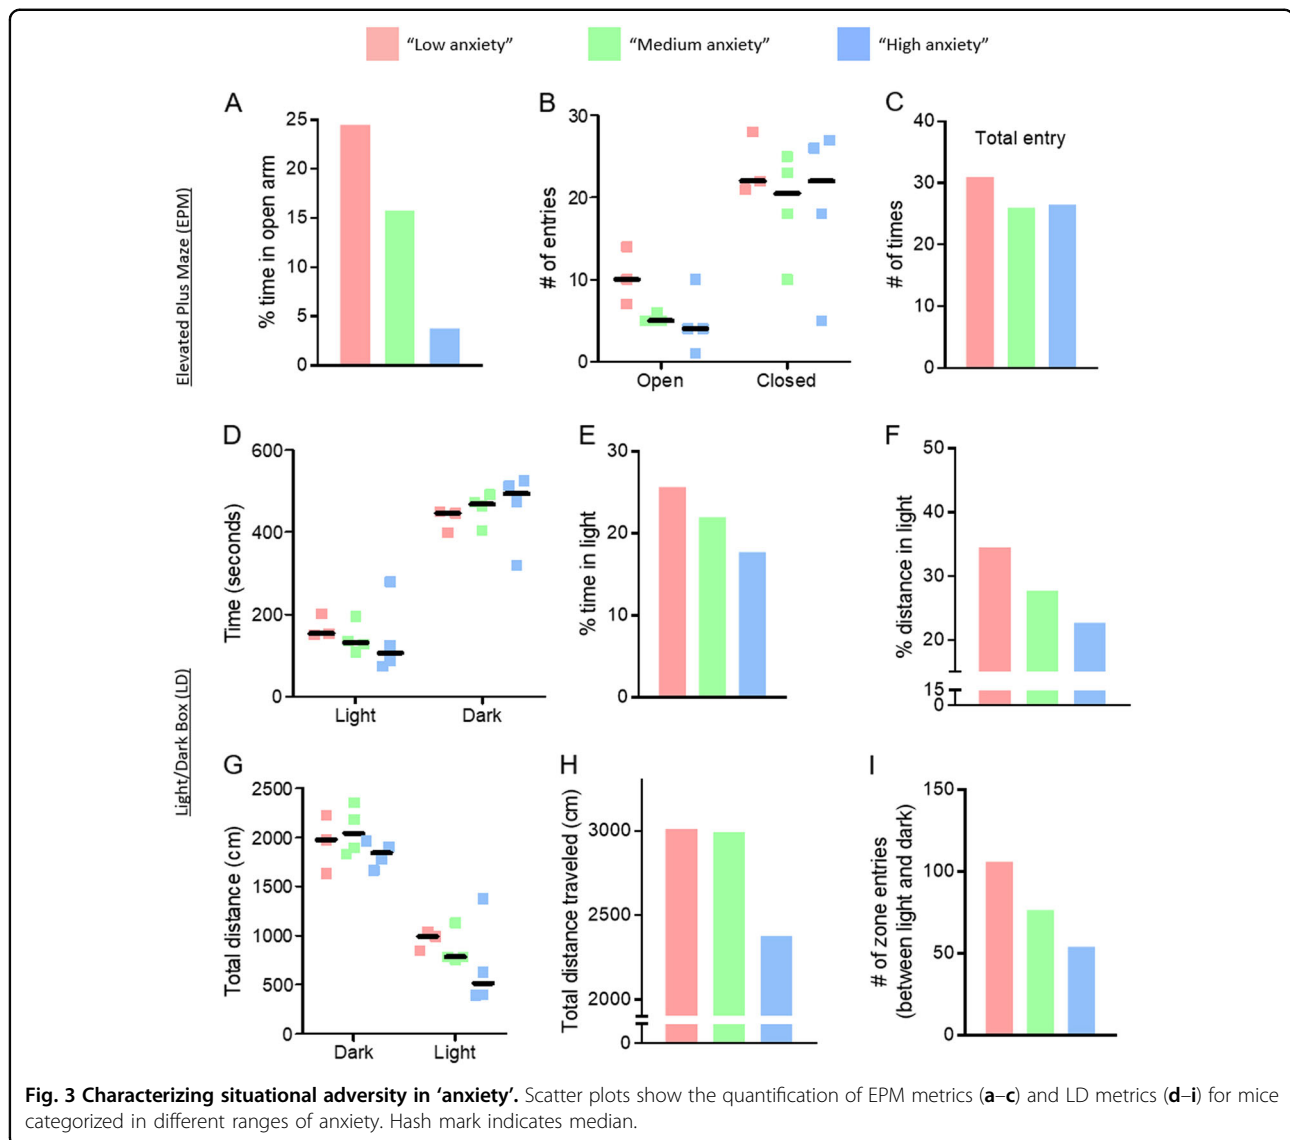 "Low anxiety" "Medium anxiety" "High anxiety"
Elevated Plus Maze (EPM)
A
% time in open arm
25
20
15
10
5
0
B
# of entries
30
20
10
0
Open Closed
C
Total entry
# of times
40
30
20
10
0
Light/Dark Box (LD)
D
Time (seconds)
600
400
200
0
Light Dark
E
% time in light
30
20
10
0
F
% distance in light
50
40
30
20
15
0
G
Total distance (cm)
2500
2000
1500
1000
500
0
Dark Light
H
Total distance traveled (cm)
3000
2500
2000
0
I
# of zone entries
(between light and dark)
150
100
50
0
Fig. 3 Characterizing situational adversity in ‘anxiety’. Scatter plots show the quantification of EPM metrics (a–c) and LD metrics (d–i) for mice
categorized in different ranges of anxiety. Hash mark indicates median.